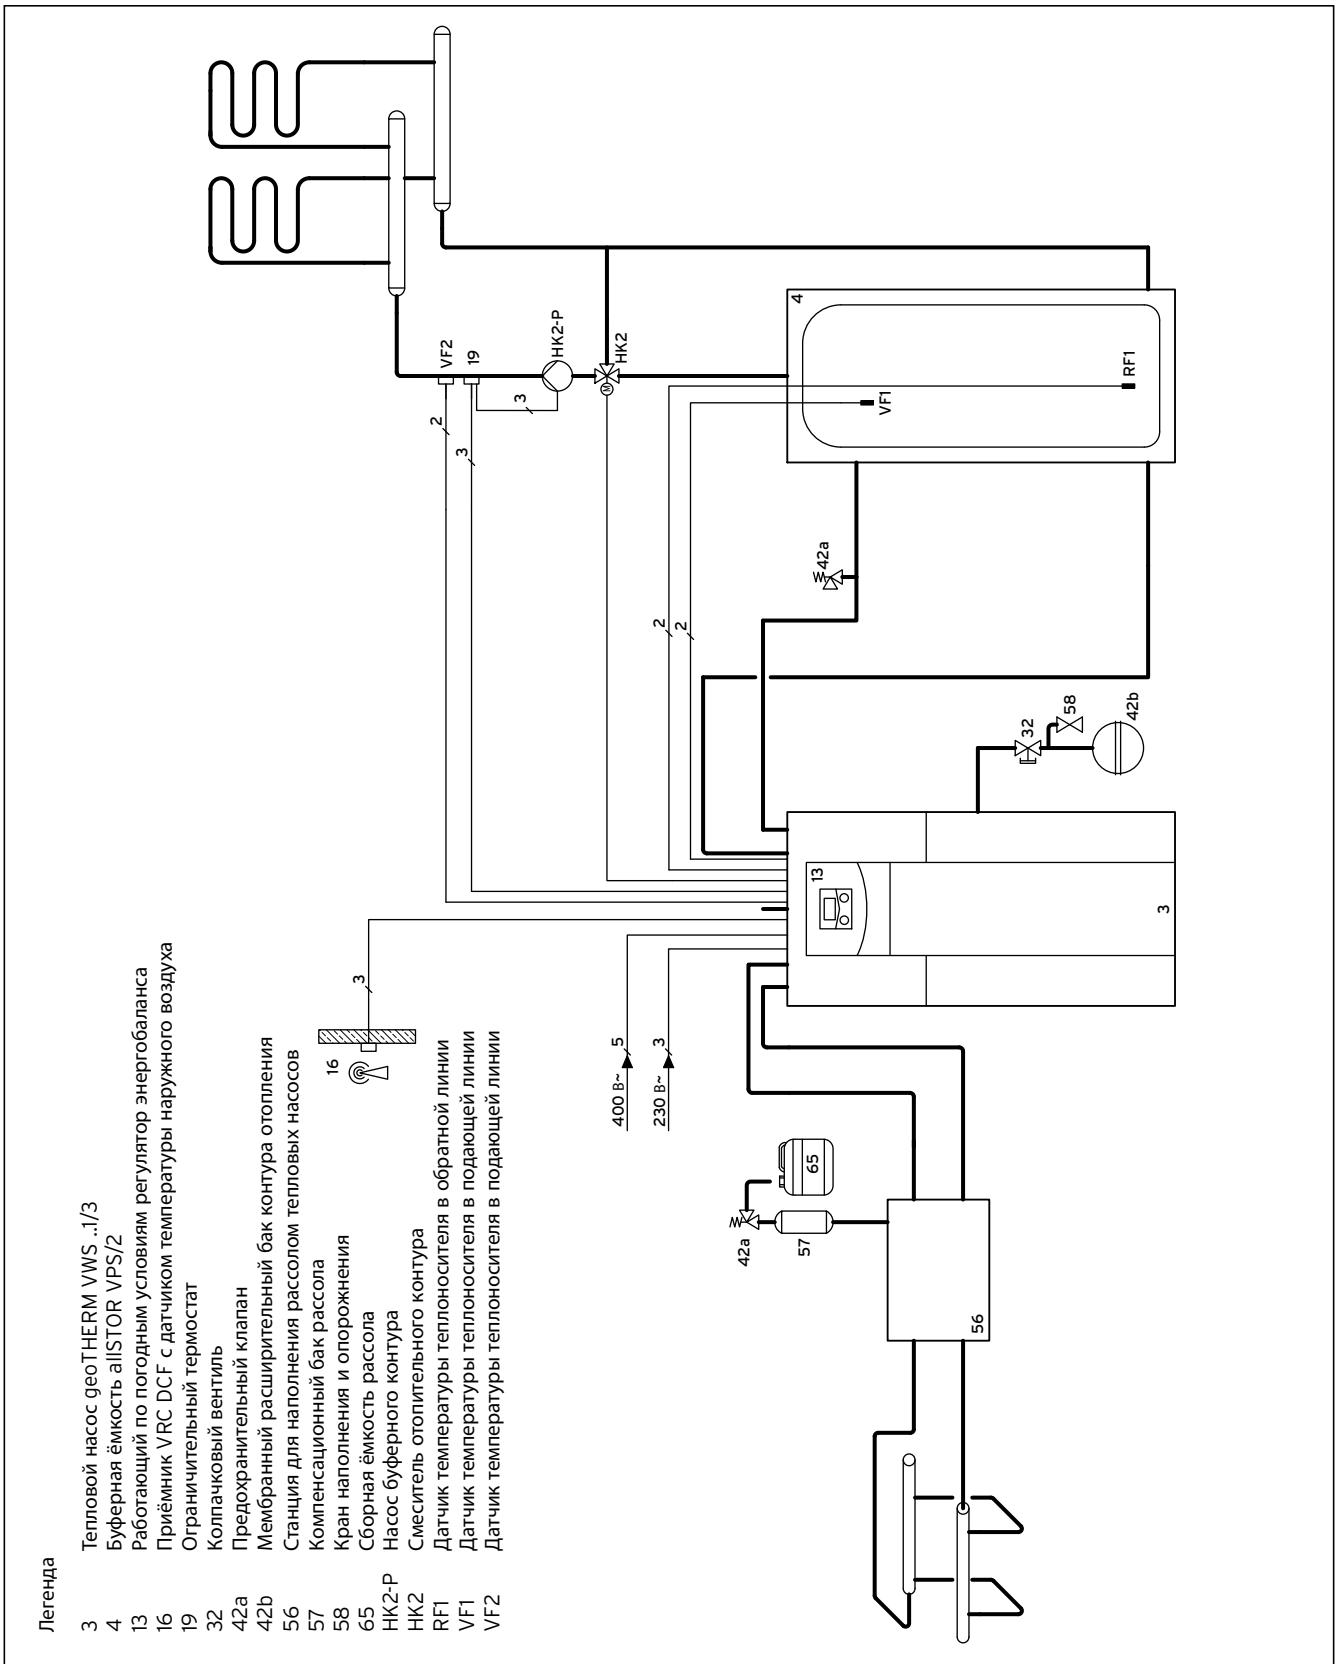 Легенда
3 Тепловой насос geoTHERM VWS ..1/3
4 Буферная ёмкость allSTOR VPS/2
13 Работающий по погодным условиям регулятор энергобаланса
16 Приёмник VRC DCF с датчиком температуры наружного воздуха
19 Ограничительный термостат
32 Колпачковый вентиль
42a Предохранительный клапан
42b Мембранный расширительный бак контура отопления
56 Станция для наполнения рассолом тепловых насосов
57 Компенсационный бак рассола
58 Кран наполнения и опорожнения
65 Сборная ёмкость рассола
HK2-P Насос буферного контура
HK2 Смеситель отопительного контура
RF1 Датчик температуры теплоносителя в обратной линии
VF1 Датчик температуры теплоносителя в подающей линии
VF2 Датчик температуры теплоносителя в подающей линии
16
3
400 В~ 5
230 В~ 3
42a
65
57
56
13
3
32
58
42b
42a
2
2
2
3
3
VF2
19
HK2-P
M
HK2
4
VF1
RF1